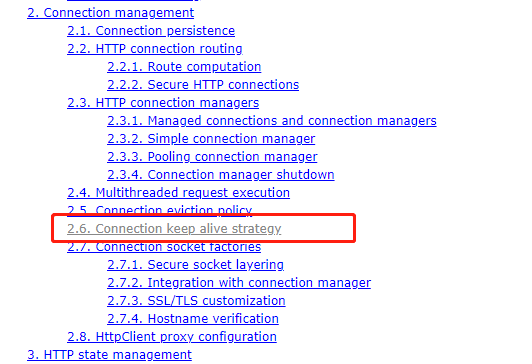 2. Connection management
2.1. Connection persistence
2.2. HTTP connection routing
2.2.1. Route computation
2.2.2. Secure HTTP connections
2.3. HTTP connection managers
2.3.1. Managed connections and connection managers
2.3.2. Simple connection manager
2.3.3. Pooling connection manager
2.3.4. Connection manager shutdown
2.4. Multithreaded request execution
2.5. Connection eviction policy
2.6. Connection keep alive strategy
2.7. Connection socket factories
2.7.1. Secure socket layering
2.7.2. Integration with connection manager
2.7.3. SSL/TLS customization
2.7.4. Hostname verification
2.8. HttpClient proxy configuration
3. HTTP state management